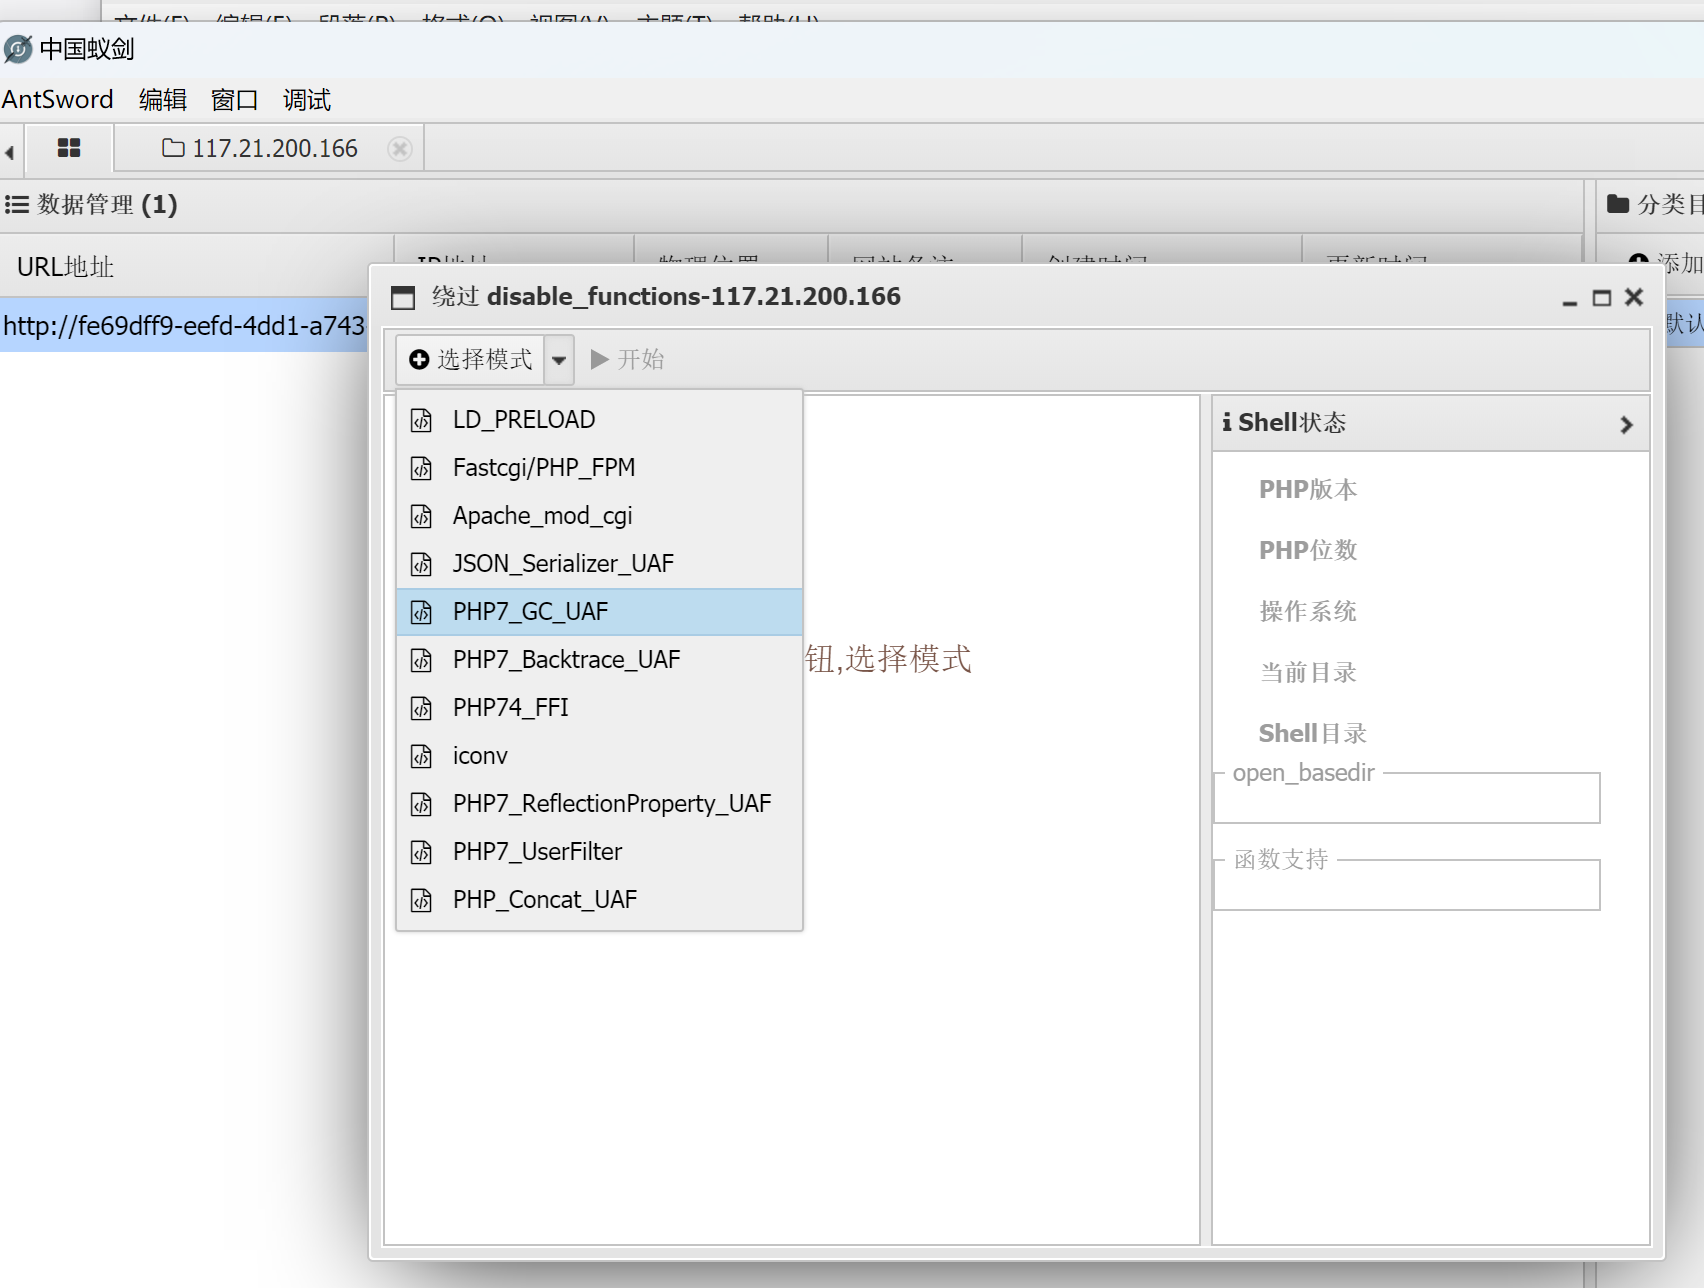 文件(F) 编辑(E) 段落(P) 格式(O) 视图(V) 主题(T) 帮助(H)
中国蚁剑
AntSword 编辑 窗口 调试
117.21.200.166
数据管理 (1)
分类目
URL地址 IP地址 物理位置 网站备注 创建时间 更新时间
添加
http://fe69dff9-eefd-4dd1-a743-
默认
绕过 disable_functions-117.21.200.166
选择模式 开始
LD_PRELOAD
Fastcgi/PHP_FPM
Apache_mod_cgi
JSON_Serializer_UAF
PHP7_GC_UAF
PHP7_Backtrace_UAF
PHP74_FFI
iconv
PHP7_ReflectionProperty_UAF
PHP7_UserFilter
PHP_Concat_UAF
钮,选择模式
Shell状态
PHP版本
PHP位数
操作系统
当前目录
Shell目录
open_basedir
函数支持